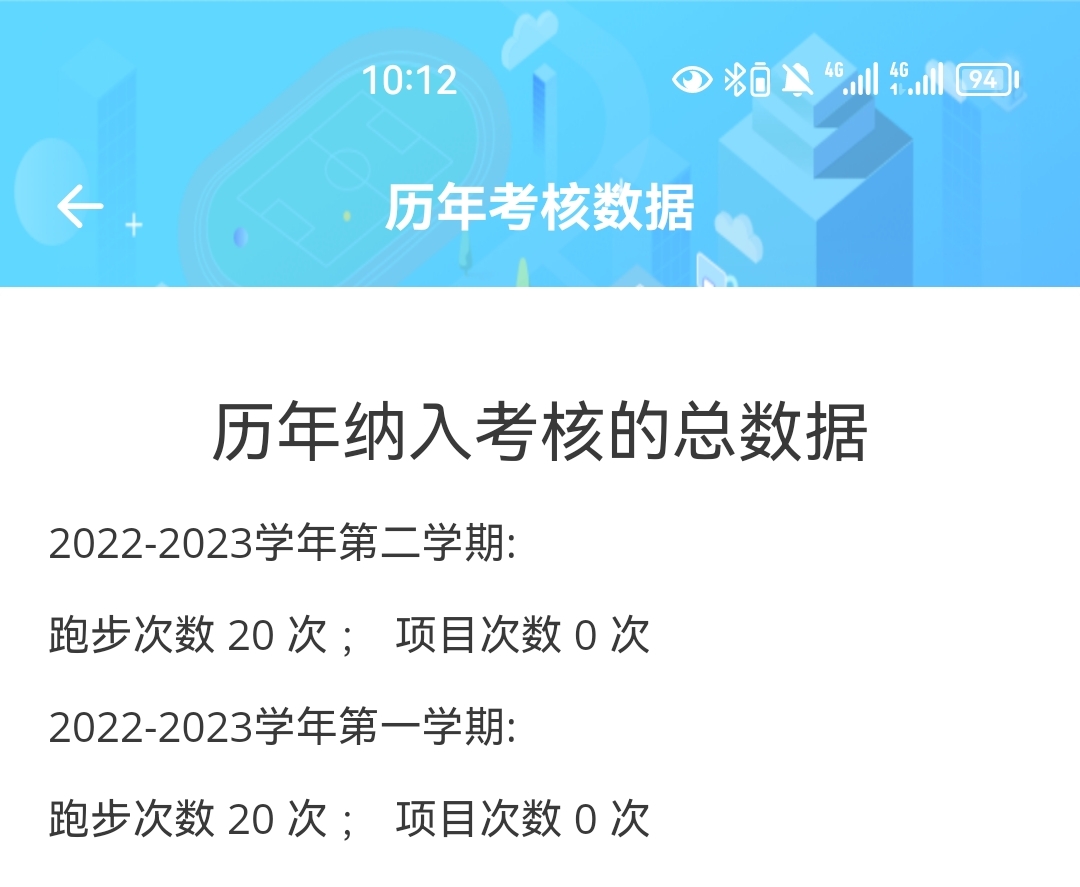 10:12
4G 4G 94
历年考核数据
历年纳入考核的总数据
2022-2023学年第二学期:
跑步次数 20 次 ； 项目次数 0 次
2022-2023学年第一学期:
跑步次数 20 次 ； 项目次数 0 次